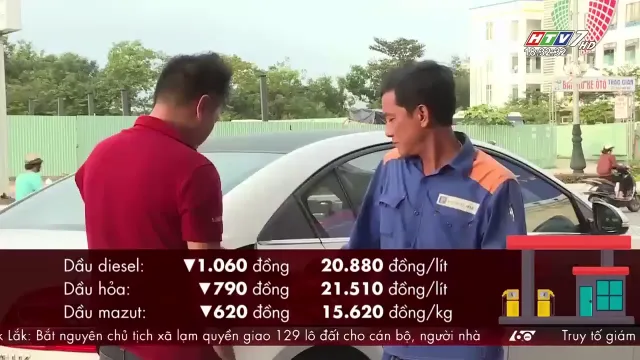 HTV7 HD
Dầu diesel: ▼1.060 đồng 20.880 đồng/lít
Dầu hỏa: ▼790 đồng 21.510 đồng/lít
Dầu mazut: ▼620 đồng 15.620 đồng/kg
k Lắk: Bắt nguyên chủ tịch xã lạm quyền giao 129 lô đất cho cán bộ, người nhà 60 Truy tố giám